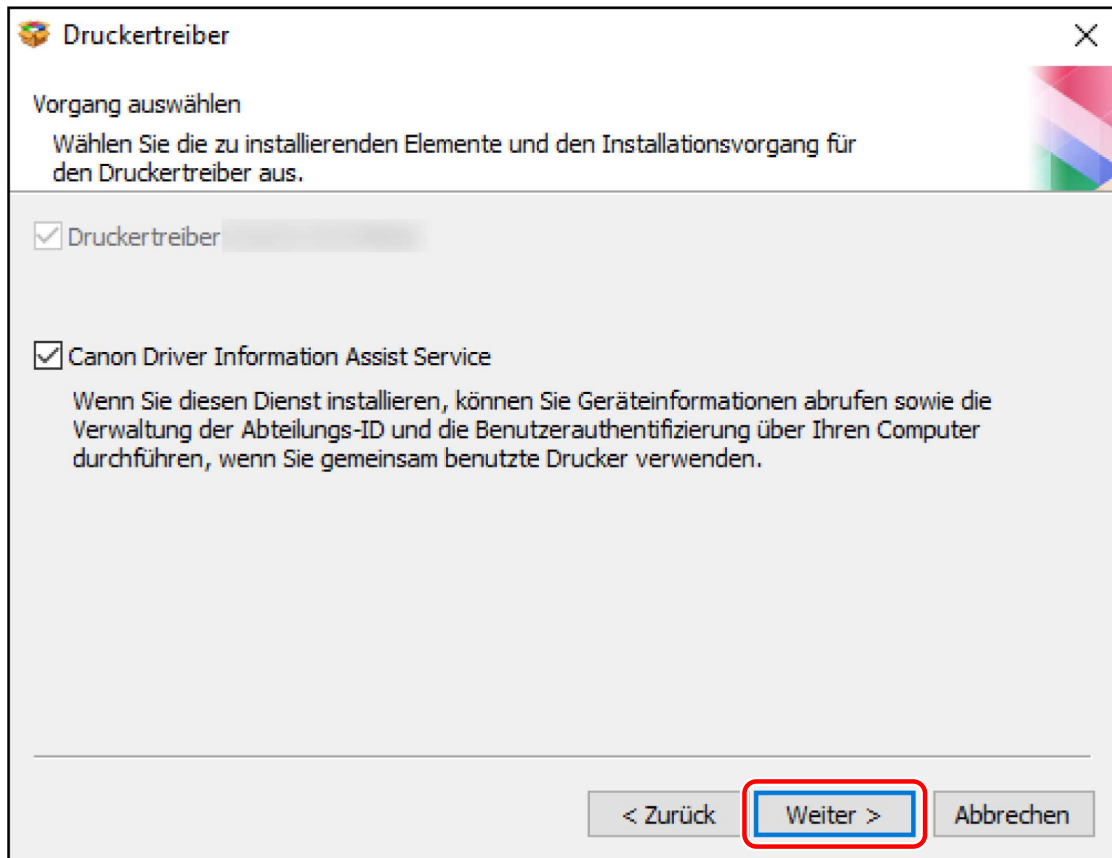 Druckertreiber
Vorgang auswählen
Wählen Sie die zu installierenden Elemente und den Installationsvorgang für
den Druckertreiber aus.
Druckertreiber
Canon Driver Information Assist Service
Wenn Sie diesen Dienst installieren, können Sie Geräteinformationen abrufen sowie die
Verwaltung der Abteilungs-ID und die Benutzerauthentifizierung über Ihren Computer
durchführen, wenn Sie gemeinsam benutzte Drucker verwenden.
< Zurück Weiter > Abbrechen